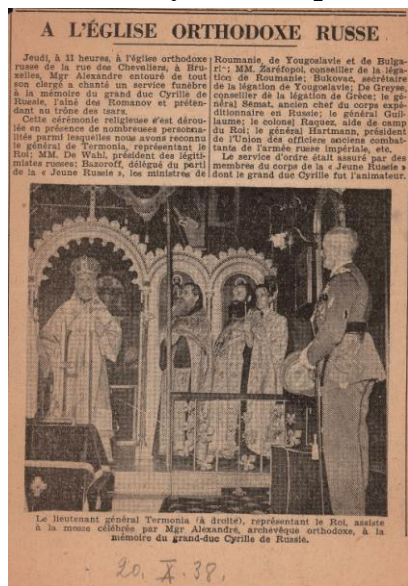 A L'ÉGLISE ORTHODOXE RUSSE
Jeudi, à 11 heures, à l'église orthodoxe
russe de la rue des Chevaliers, à Bru-
xelles, Mgr Alexandre entouré de tout
son clergé a chanté un service funèbre
à la mémoire du grand duc Cyrille de
Russie, l'aîné des Romanov et préten-
dant au trône des tsars.
Cette cérémonie religieuse s'est dérou-
lée en présence de nombreuses personna-
lités parmi lesquelles nous avons reconnu
le général de Termonia, représentant le
Roi; MM. De Wahl, président des légiti-
mistes russes; Bazoroff, délégué du parti
de la « Jeune Russie », les ministres de
Roumanie, de Yougoslavie et de Bulga-
rie; MM. Zaréfopol, conseiller de la léga-
tion de Roumanie; Bukovac, secrétaire
de la légation de Yougoslavie; De Greyse,
conseiller de la légation de Grèce; le gé-
néral Sémat, ancien chef du corps expé-
ditionnaire en Russie; le général Guil-
laume; le colonel Raquez, aide de camp
du Roi; le général Hartmann, président
de l'Union des officiers anciens combat-
tants de l'armée russe impériale, etc.
Le service d'ordre était assuré par des
membres du corps de la « Jeune Russie »
dont le grand duc Cyrille fut l'animateur.
Le lieutenant général Termonia (à droite), représentant le Roi, assiste
à la messe célébrée par Mgr Alexandre, archevêque orthodoxe, à la
mémoire du grand-duc Cyrille de Russie.
20. X. 38.